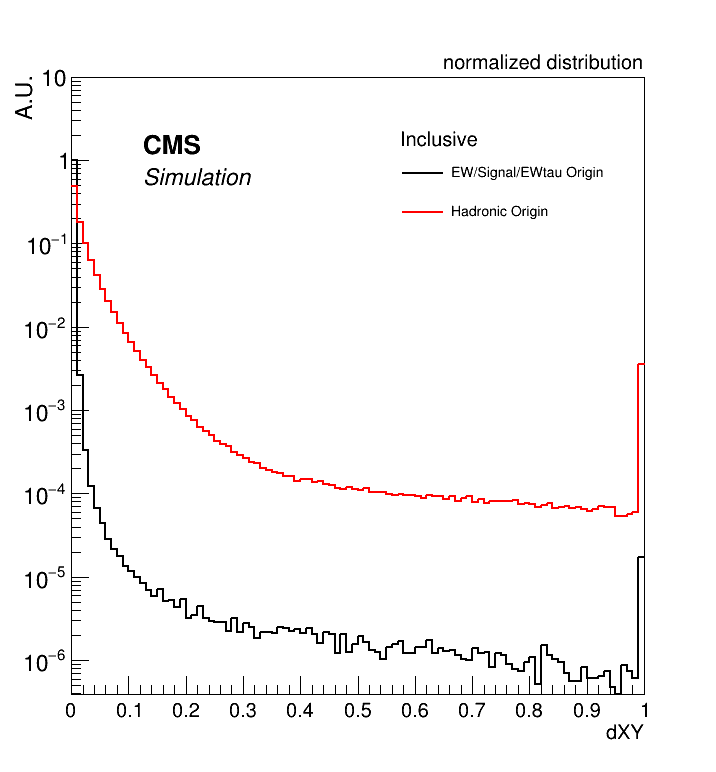 normalized distribution
A.U.
10
CMS
Inclusive
1
EW/Signal/EWtau Origin
Simulation
Hadronic Origin
10⁻¹
10⁻²
10⁻³
10⁻⁴
10⁻⁵
10⁻⁶
0 0.1 0.2 0.3 0.4 0.5 0.6 0.7 0.8 0.9 1
dXY